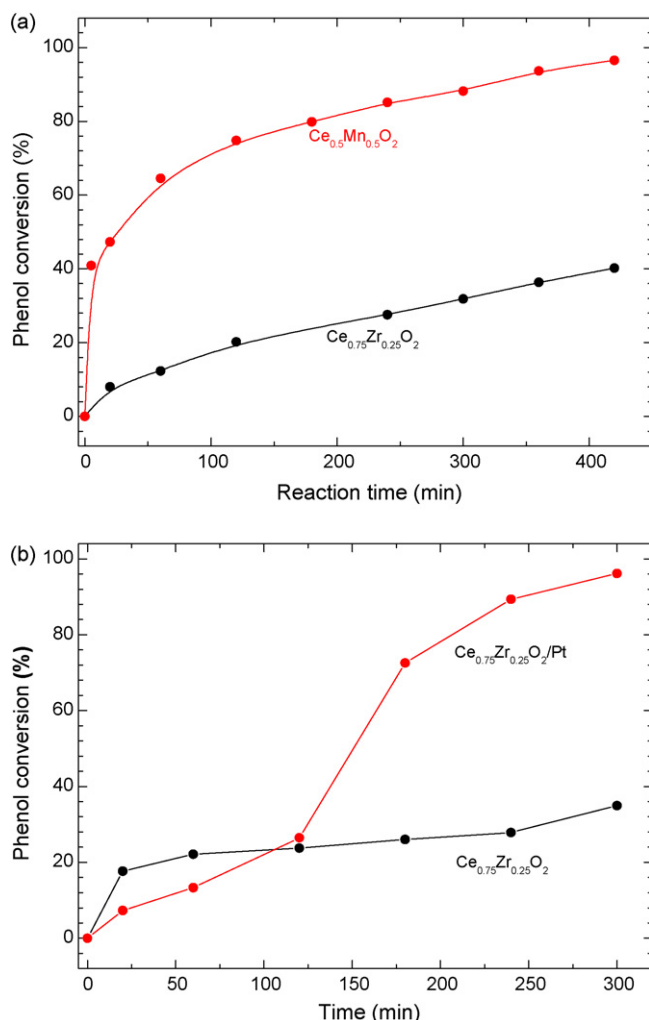 (a)
100
80
60
40
20
0
Phenol conversion (%)
Ce0.5Mn0.5O2
Ce0.75Zr0.25O2
0 100 200 300 400
Reaction time (min)
(b)
100
80
60
40
20
0
Phenol conversion (%)
Ce0.75Zr0.25O2/Pt
Ce0.75Zr0.25O2
0 50 100 150 200 250 300
Time (min)